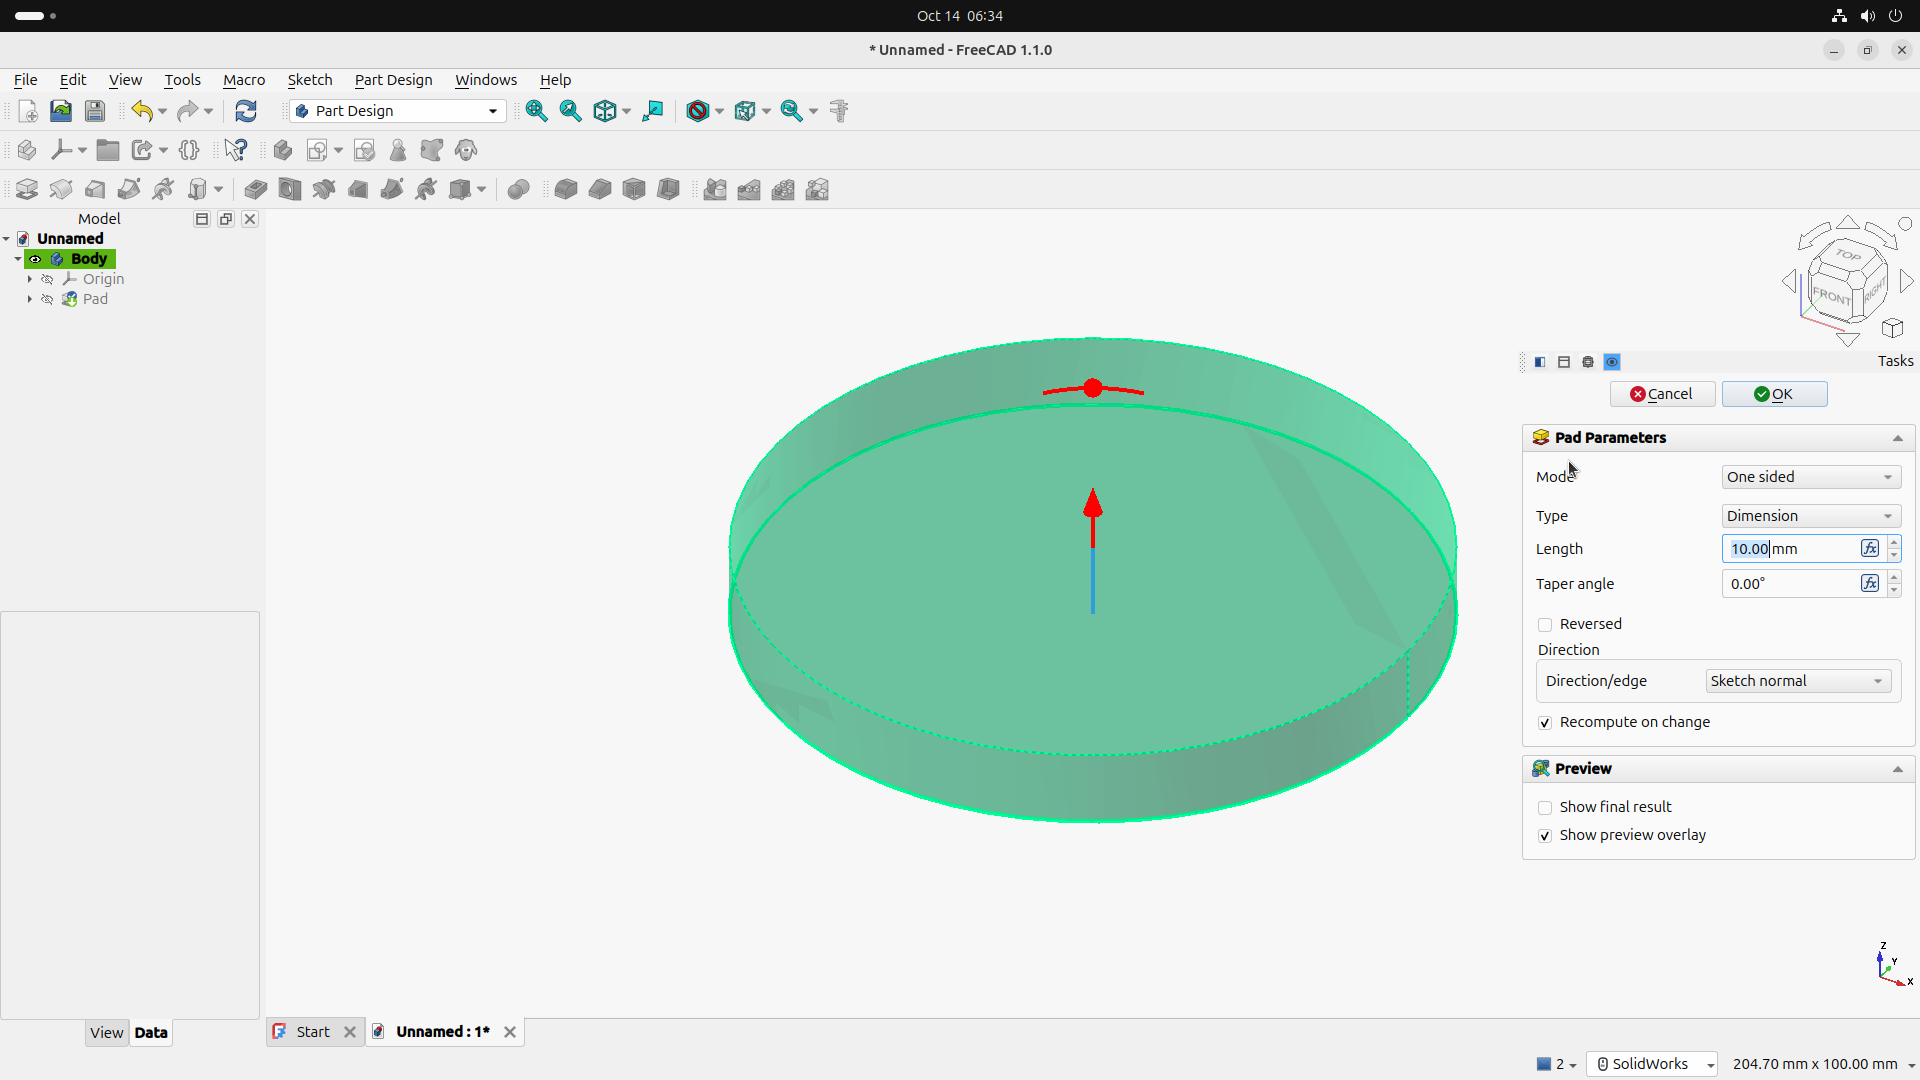 Oct 14 06:34
* Unnamed - FreeCAD 1.1.0
File Edit View Tools Macro Sketch Part Design Windows Help
Part Design
Model
Unnamed
Body
Origin
Pad
TOP
FRONT
RIGHT
Tasks
Cancel OK
Pad Parameters
Mode One sided
Type Dimension
Length 10.00 mm
Taper angle 0.00°
Reversed
Direction
Direction/edge Sketch normal
Recompute on change
Preview
Show final result
Show preview overlay
Z
Y
X
View Data
Start Unnamed : 1*
2 SolidWorks 204.70 mm x 100.00 mm